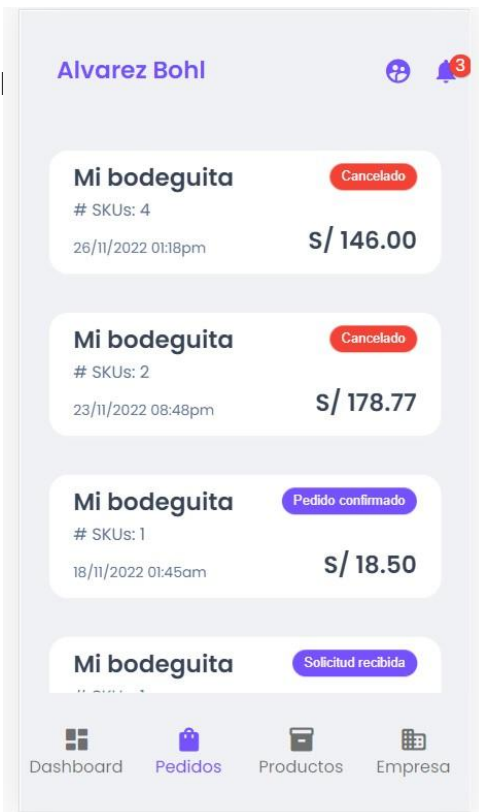 Alvarez Bohl
3
Mi bodeguita
Cancelado
# SKUs: 4
26/11/2022 01:18pm
S/ 146.00
Mi bodeguita
Cancelado
# SKUs: 2
23/11/2022 08:48pm
S/ 178.77
Mi bodeguita
Pedido confirmado
# SKUs: 1
18/11/2022 01:45am
S/ 18.50
Mi bodeguita
Solicitud recibida
Dashboard
Pedidos
Productos
Empresa